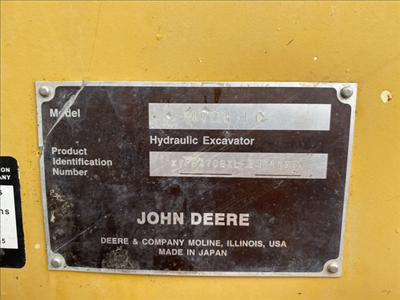 Model
Hydraulic Excavator
Product
Identification
Number
JOHN DEERE
DEERE & COMPANY MOLINE, ILLINOIS, USA
MADE IN JAPAN